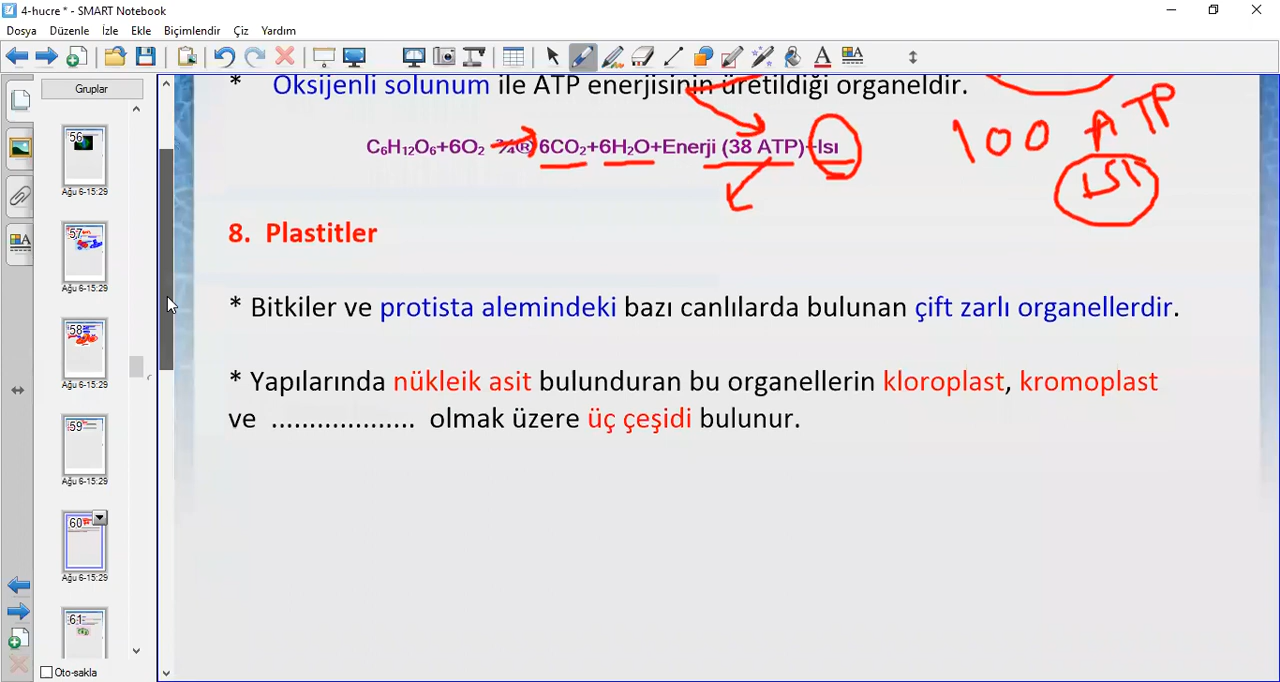 4-hucre * - SMART Notebook
Dosya Düzenle İzle Ekle Biçimlendir Çiz Yardım
Gruplar
56
Ağu 6-15:29
57
Ağu 6-15:29
58
Ağu 6-15:29
59
Ağu 6-15:29
60
Ağu 6-15:29
61
Oto-sakla
* Oksijenli solunum ile ATP enerjisinin üretildiği organeldir.
C₆H₁₂O₆+6O₂ ¾® 6CO₂+6H₂O+Enerji (38 ATP)+Isı
100 ATP
ISI
8. Plastitler
* Bitkiler ve protista alemindeki bazı canlılarda bulunan çift zarlı organellerdir.
* Yapılarında nükleik asit bulunduran bu organellerin kloroplast, kromoplast
ve ................... olmak üzere üç çeşidi bulunur.